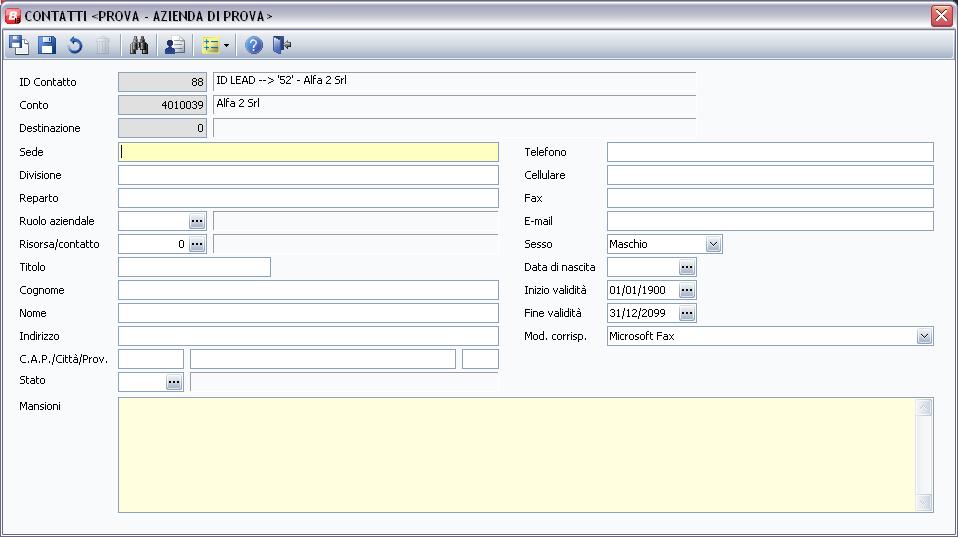 CONTATTI <PROVA - AZIENDA DI PROVA>
ID Contatto 88 ID LEAD --> '52' - Alfa 2 Srl
Conto 4010039 Alfa 2 Srl
Destinazione 0
Sede Telefono
Divisione Cellulare
Reparto Fax
Ruolo aziendale ... E-mail
Risorsa/contatto 0 ... Sesso Maschio
Titolo Data di nascita ...
Cognome Inizio validità 01/01/1900 ...
Nome Fine validità 31/12/2099 ...
Indirizzo Mod. corrisp. Microsoft Fax
C.A.P./Città/Prov.
Stato ...
Mansioni